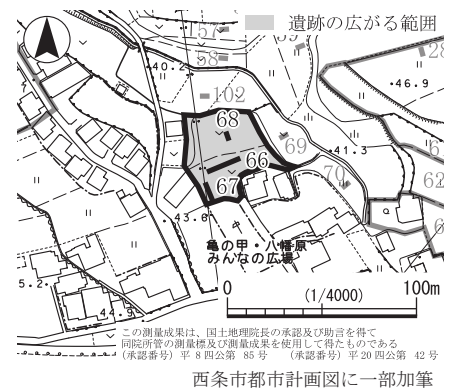 遺跡の広がる範囲
157
58
40.2
102
46.9
68
69
66
41.3
67
70
62
43.0
亀の甲・八幡原
みんなの広場
5.2
44.9
0 (1/4000) 100m
この測量成果は、国土地理院長の承認及び助言を得て
同院所管の測量標及び測量成果を使用して得たものである
(承認番号) 平 8 四公第 85 号 (承認番号) 平 20 四公第 42 号
西条市都市計画図に一部加筆